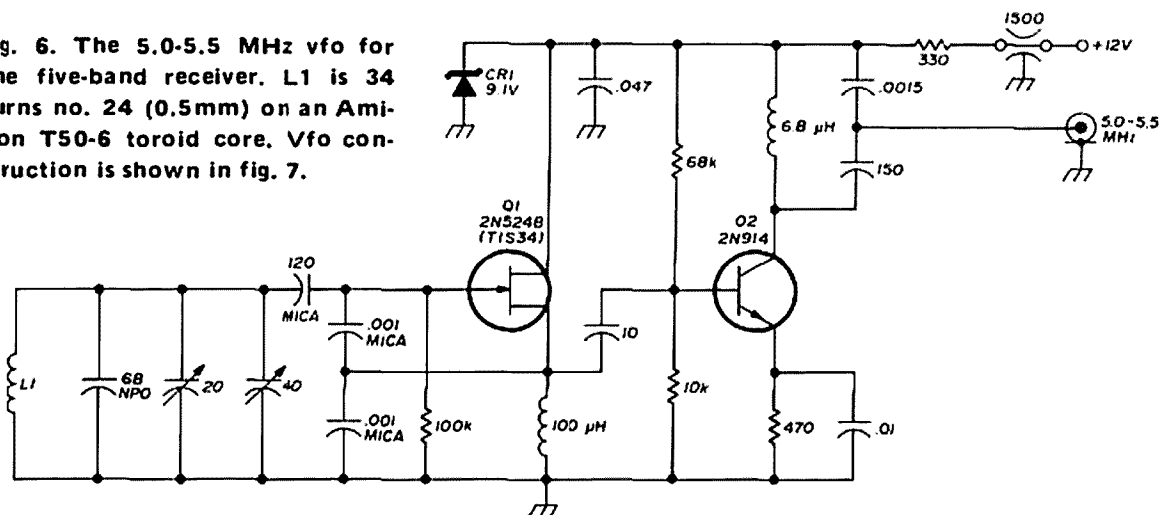 g. 6. The 5.0-5.5 MHz vfo for
ne five-band receiver. L1 is 34
urns no. 24 (0.5mm) on an Ami-
on T50-6 toroid core. Vfo con-
ruction is shown in fig. 7.
CR1
9.1V
.047
330
1500
+12V
.0015
6.8 μH
5.0-5.5
MHz
68k
150
Q1
2N5248
(TIS34)
Q2
2N914
120
MICA
.001
MICA
10
L1
68
NPO
20
40
.001
MICA
100k
100 μH
10k
470
.01